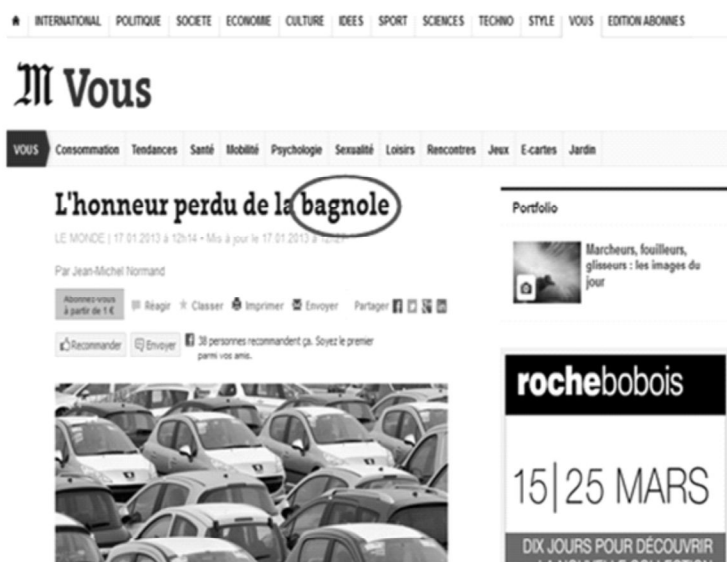 INTERNATIONAL POLITIQUE SOCIETE ECONOMIE CULTURE IDEES SPORT SCIENCES TECHNO STYLE VOUS EDITION ABONNES
M Vous
VOUS Consommation Tendances Santé Mobilité Psychologie Sexualité Loisirs Rencontres Jeux E-cartes Jardin
L'honneur perdu de la bagnole
LE MONDE | 17.01.2013 à 12h14 • Mis à jour le 17.01.2013 à
Par Jean-Michel Normand
Abonnez-vous
à partir de 1 €
Réagir Classer Imprimer Envoyer Partager
Recommander Envoyer 38 personnes recommandent ça. Soyez le premier
parmi vos amis.
Portfolio
Marcheurs, fouilleurs,
glisseurs : les images du
jour
rochebobois
15|25 MARS
DIX JOURS POUR DÉCOUVRIR
LA NOUVELLE COLLECTION